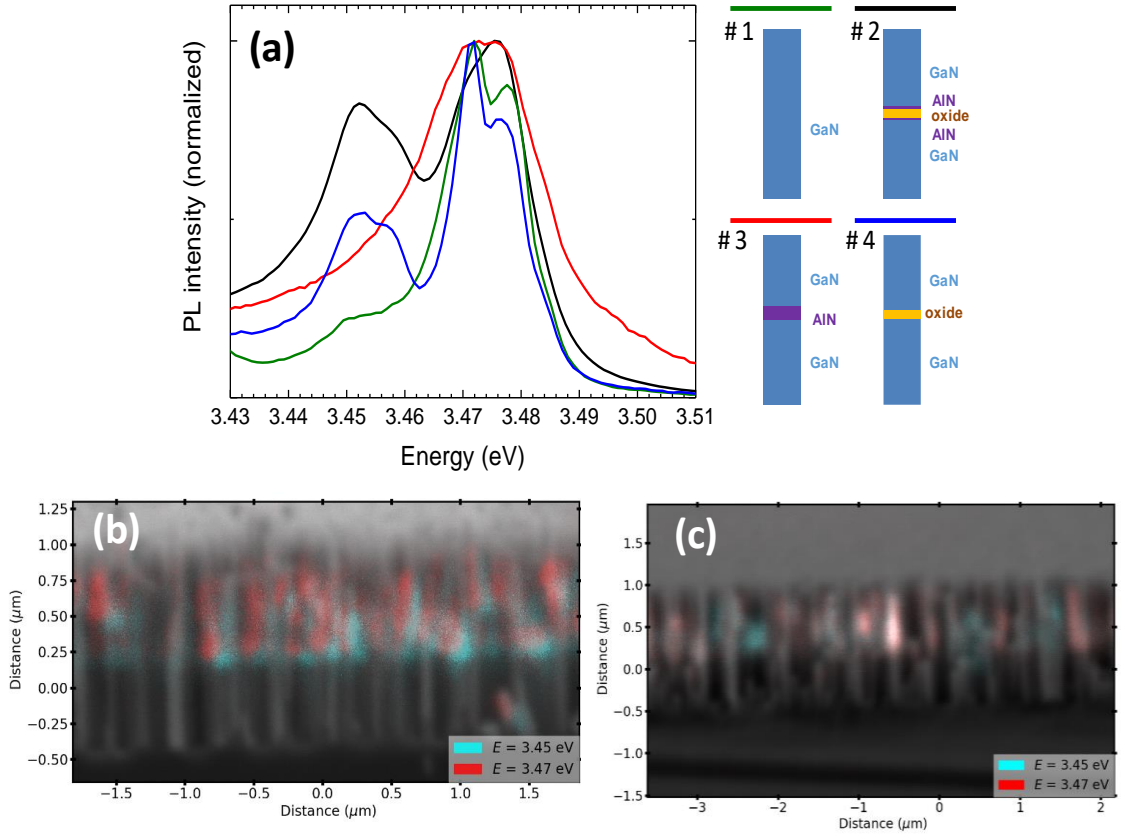 (a)
PL intensity (normalized)
3.43 3.44 3.45 3.46 3.47 3.48 3.49 3.50 3.51
Energy (eV)
#1
GaN
#2
GaN
AlN
oxide
AlN
GaN
#3
GaN
AlN
GaN
#4
GaN
oxide
GaN
(b)
1.25
1.00
0.75
0.50
0.25
0.00
−0.25
−0.50
Distance (μm)
E = 3.45 eV
E = 3.47 eV
−1.5 −1.0 −0.5 0.0 0.5 1.0 1.5
Distance (μm)
(c)
1.5
1.0
0.5
0.0
−0.5
−1.0
−1.5
Distance (μm)
E = 3.45 eV
E = 3.47 eV
−3 −2 −1 0 1 2
Distance (μm)